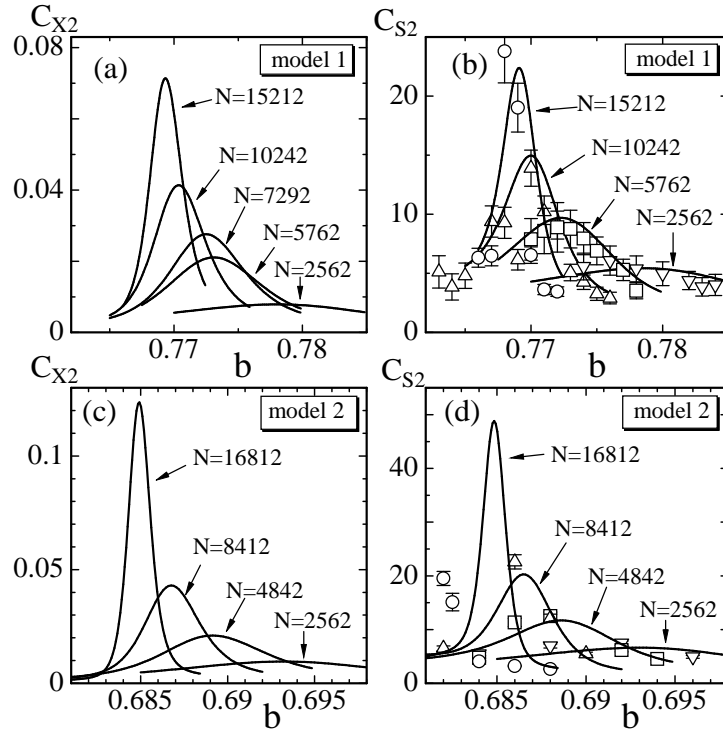 C_X2
0.08
0.04
0
(a)
model 1
N=15212
N=10242
N=7292
N=5762
N=2562
0.77
0.78
b
C_S2
20
10
0
(b)
model 1
N=15212
N=10242
N=5762
N=2562
0.77
0.78
b
C_X2
0.1
0.05
0
(c)
model 2
N=16812
N=8412
N=4842
N=2562
0.685
0.69
0.695
b
C_S2
60
40
20
0
(d)
model 2
N=16812
N=8412
N=4842
N=2562
0.685
0.69
0.695
b